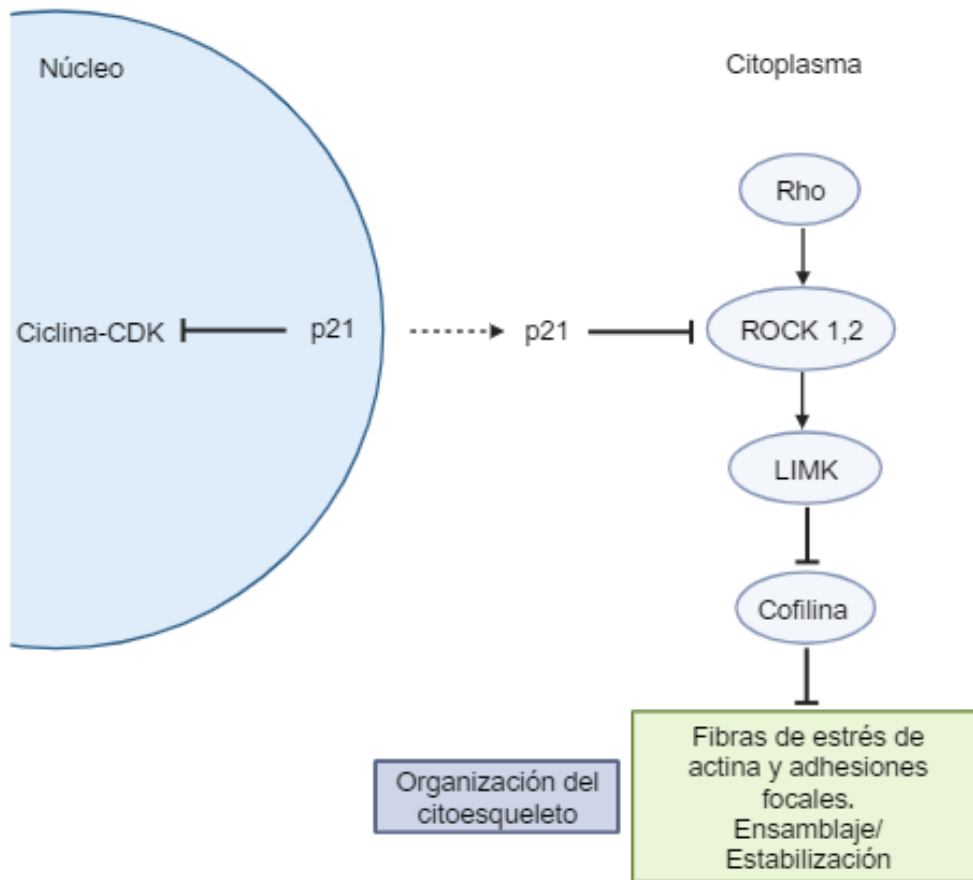 Núcleo
Citoplasma
Rho
Ciclina-CDK
p21
p21
ROCK 1,2
LIMK
Cofilina
Organización del
citoesqueleto
Fibras de estrés de
actina y adhesiones
focales.
Ensamblaje/
Estabilización